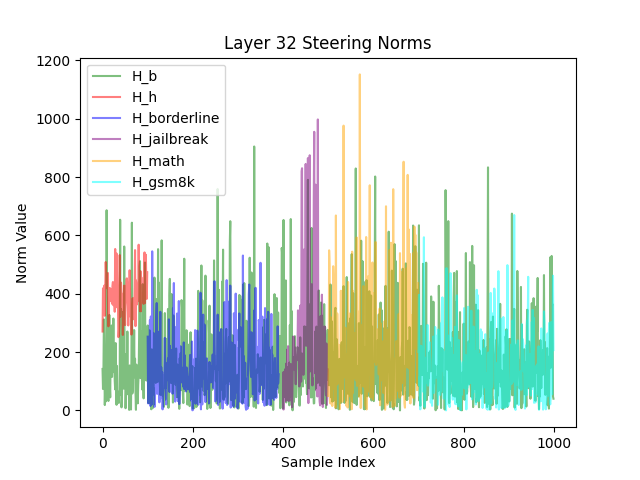 Layer 32 Steering Norms
1200
1000
800
600
400
200
0
Norm Value
H_b
H_h
H_borderline
H_jailbreak
H_math
H_gsm8k
0 200 400 600 800 1000
Sample Index